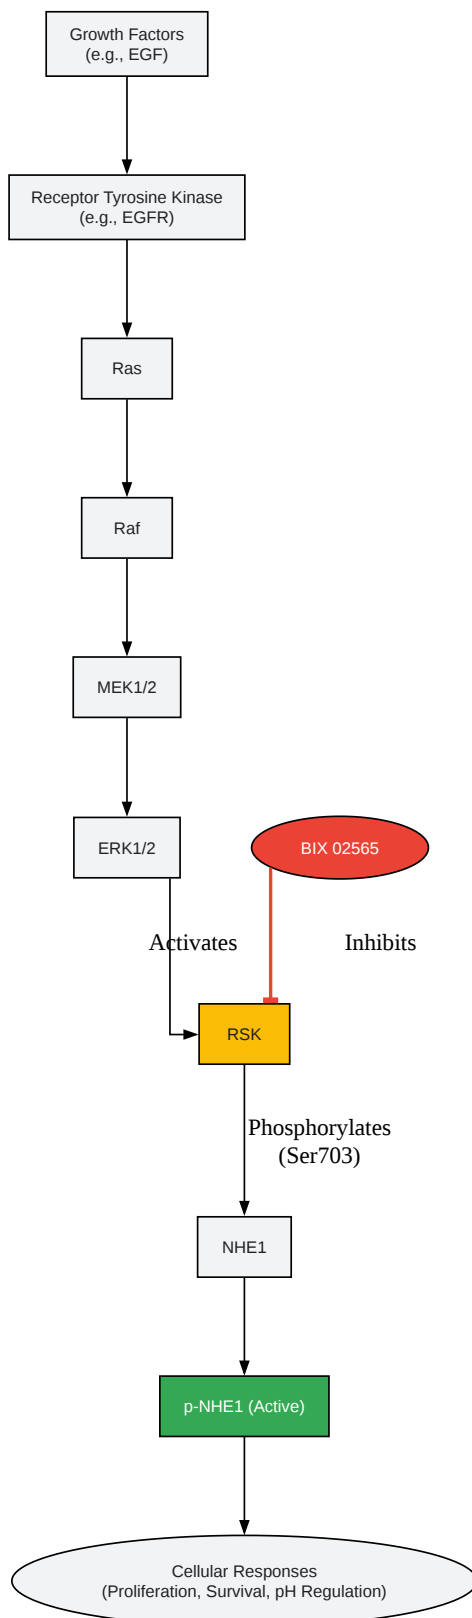 Growth Factors
(e.g., EGF)
Receptor Tyrosine Kinase
(e.g., EGFR)
Ras
Raf
MEK1/2
ERK1/2
BIX 02565
Activates
Inhibits
RSK
Phosphorylates
(Ser703)
NHE1
p-NHE1 (Active)
Cellular Responses
(Proliferation, Survival, pH Regulation)